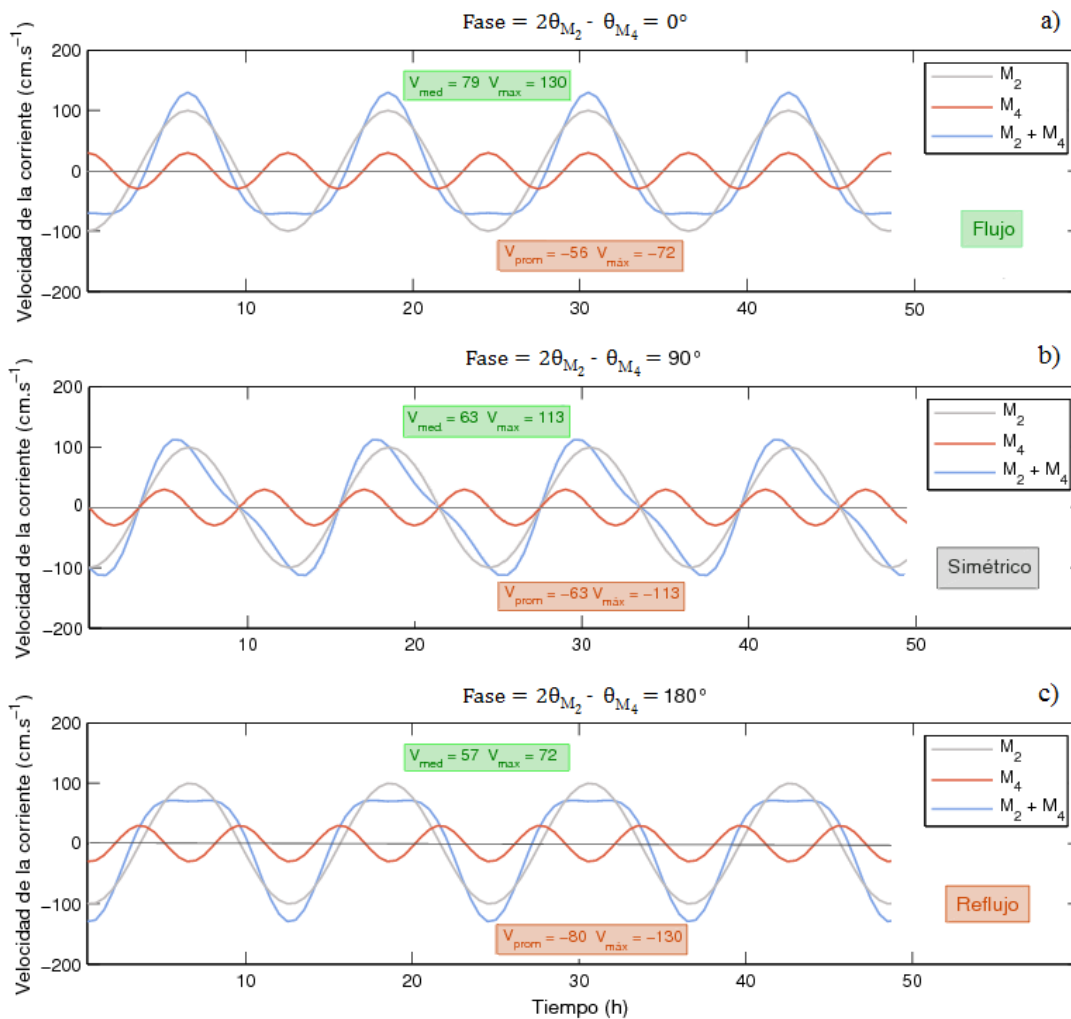 Fase = 2θM2 - θM4 = 0°
a)
Velocidad de la corriente (cm.s−1)
200
100
0
−100
−200
Vmed = 79 Vmax = 130
Vprom = −56 Vmáx = −72
M2
M4
M2 + M4
Flujo
10
20
30
40
50
Fase = 2θM2 - θM4 = 90°
b)
Velocidad de la corriente (cm.s−1)
200
100
0
−100
−200
Vmed = 63 Vmax = 113
Vprom = −63 Vmáx = −113
M2
M4
M2 + M4
Simétrico
10
20
30
40
50
Fase = 2θM2 - θM4 = 180°
c)
Velocidad de la corriente (cm.s−1)
200
100
0
−100
−200
Vmed = 57 Vmax = 72
Vprom = −80 Vmáx = −130
M2
M4
M2 + M4
Reflujo
10
20
30
40
50
Tiempo (h)